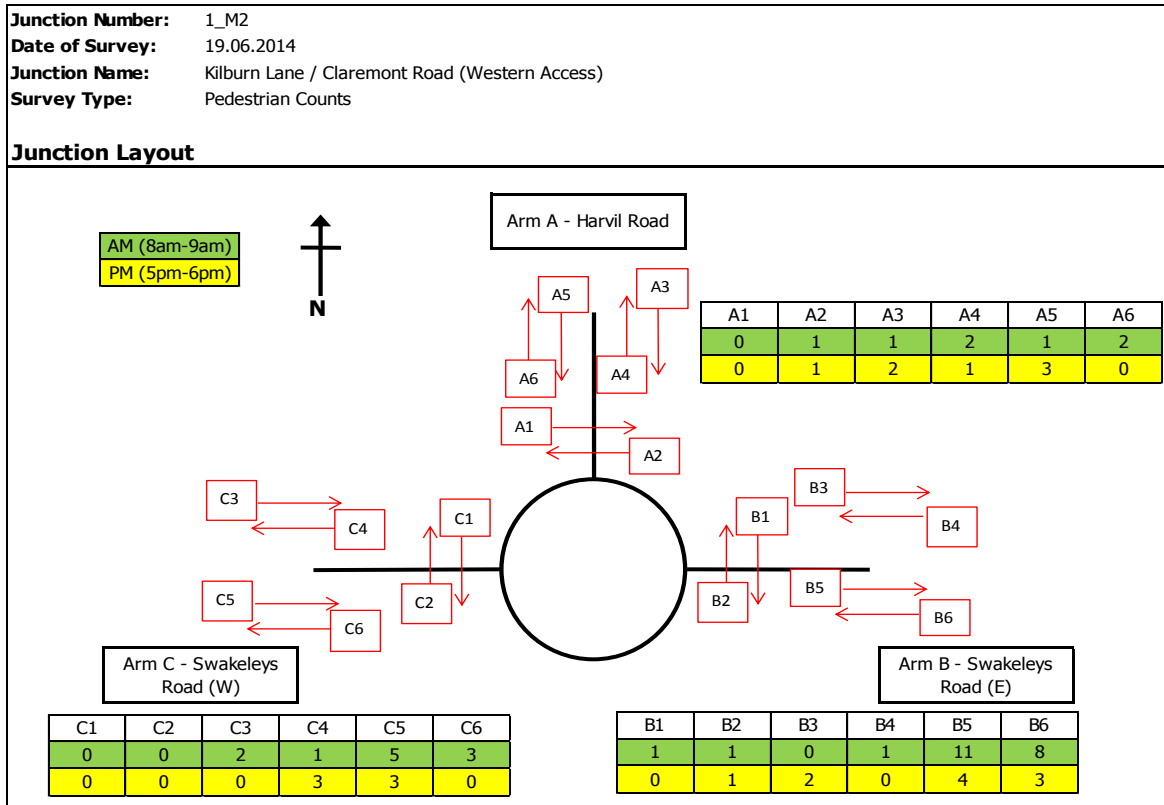 Junction Number: 1_M2
Date of Survey: 19.06.2014
Junction Name: Kilburn Lane / Claremont Road (Western Access)
Survey Type: Pedestrian Counts
Junction Layout
Arm A - Harvil Road
AM (8am-9am)
PM (5pm-6pm)
N
A5
A3
A6
A4
A1
A2
A1 A2 A3 A4 A5 A6
0 1 1 2 1 2
0 1 2 1 3 0
C3
C4
C1
C2
C5
C6
B3
B4
B1
B2
B5
B6
Arm C - Swakeleys
Road (W)
Arm B - Swakeleys
Road (E)
C1 C2 C3 C4 C5 C6
0 0 2 1 5 3
0 0 0 3 3 0
B1 B2 B3 B4 B5 B6
1 1 0 1 11 8
0 1 2 0 4 3